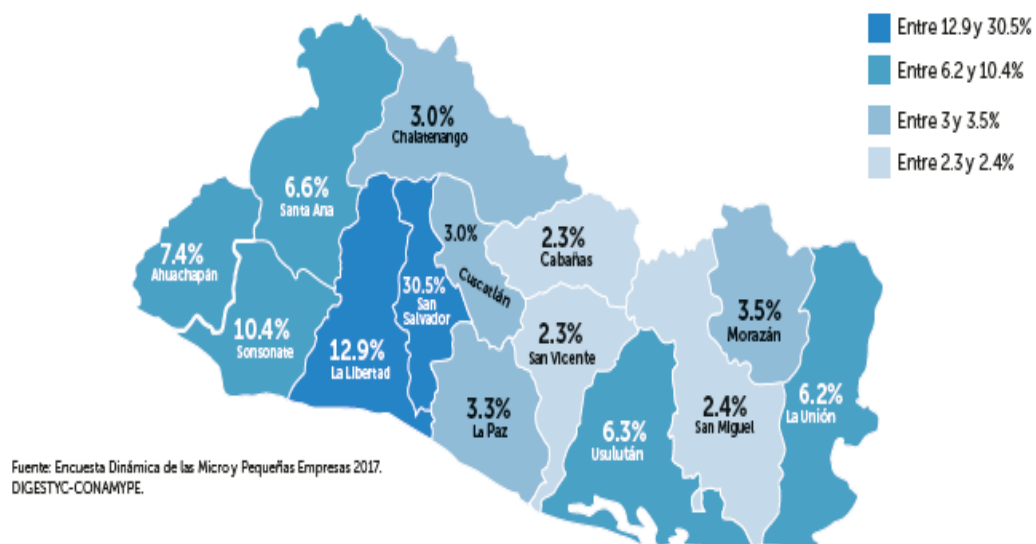 Entre 12.9 y 30.5%
Entre 6.2 y 10.4%
Entre 3 y 3.5%
Entre 2.3 y 2.4%
3.0%
Chalatenango
6.6%
Santa Ana
7.4%
Ahuachapán
10.4%
Sonsonate
12.9%
La Libertad
30.5%
San
Salvador
3.0%
Cuscatlán
2.3%
Cabañas
2.3%
San Vicente
3.3%
La Paz
6.3%
Usulután
2.4%
San Miguel
3.5%
Morazán
6.2%
La Unión
Fuente: Encuesta Dinámica de las Micro y Pequeñas Empresas 2017.
DIGESTYC-CONAMYPE.